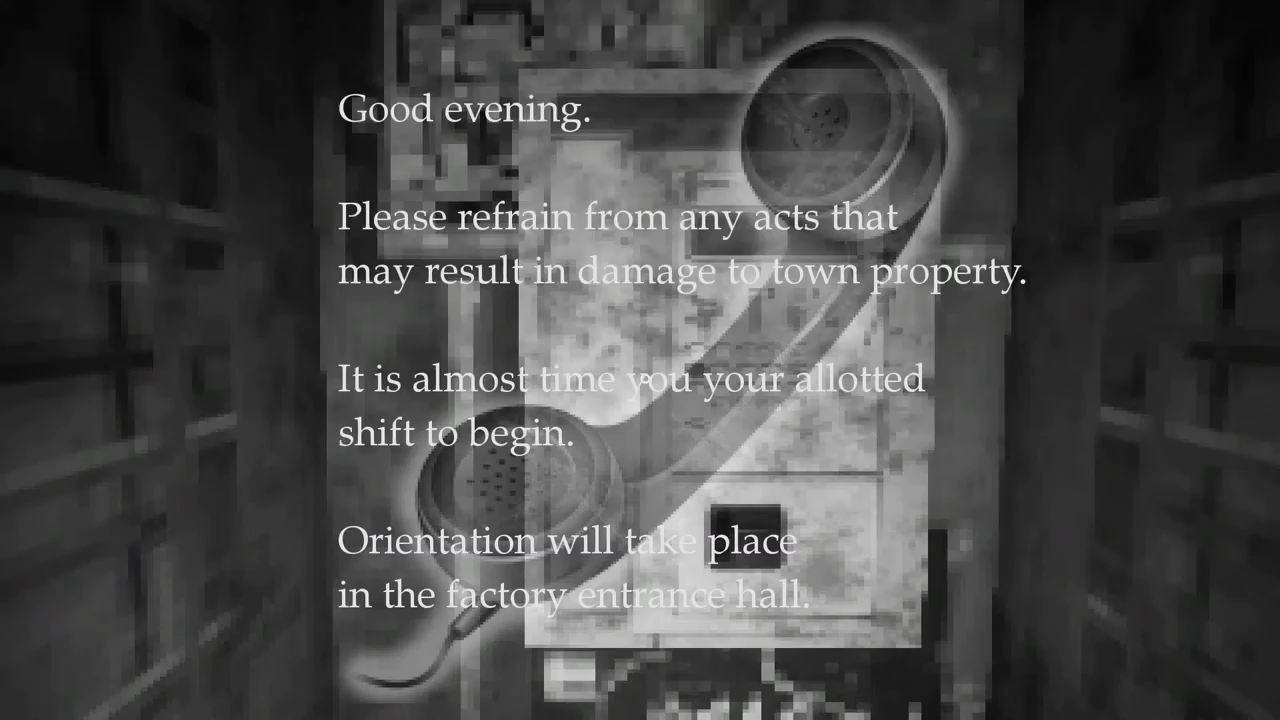 Good evening.
Please refrain from any acts that
may result in damage to town property.
It is almost time you your allotted
shift to begin.
Orientation will take place
in the factory entrance hall.